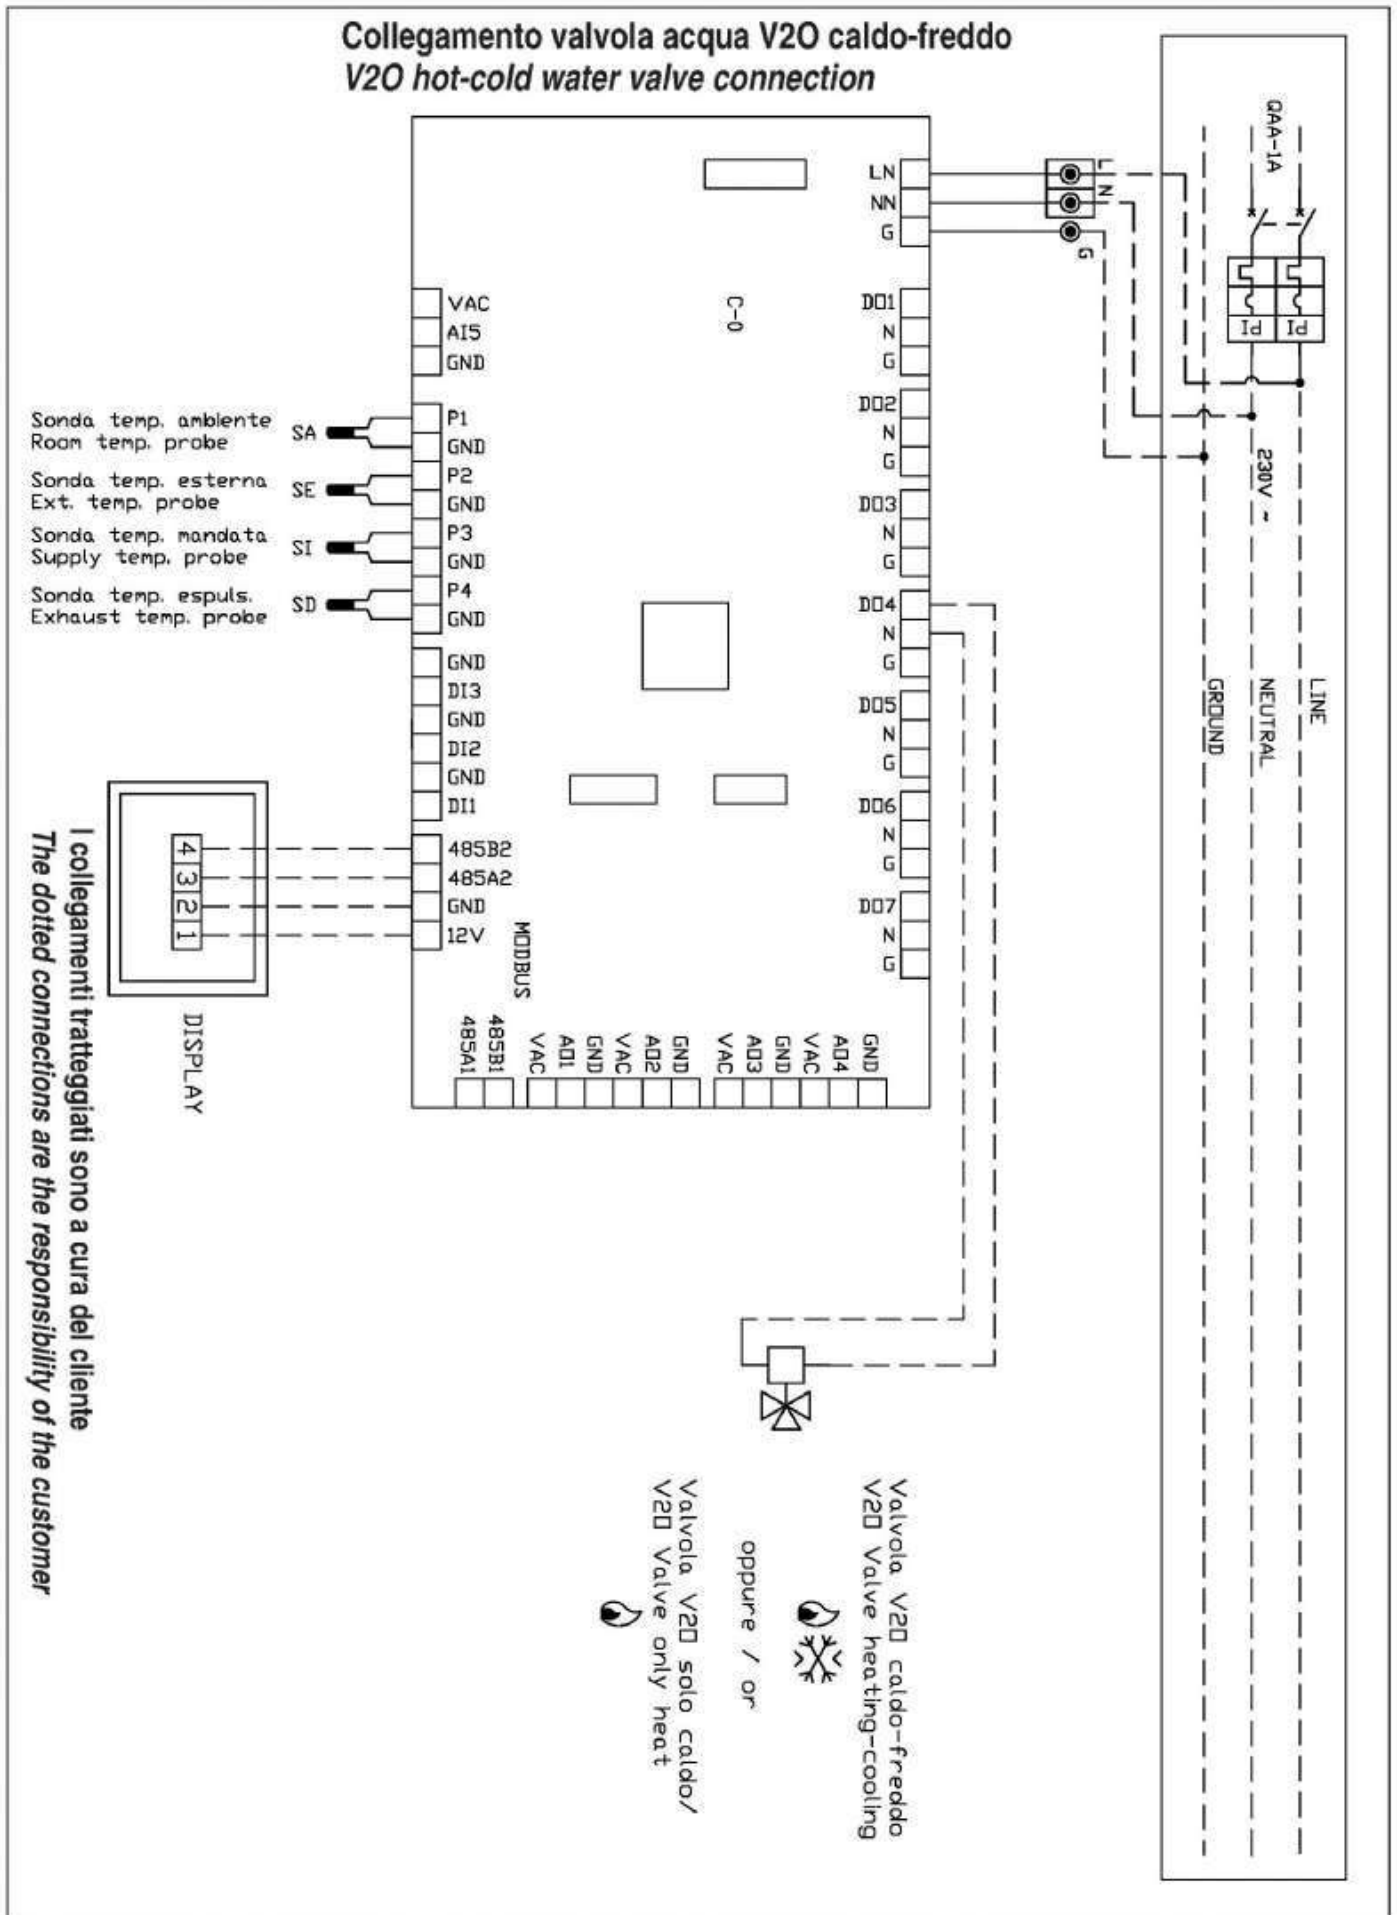 Collegamento valvola acqua V2O caldo-freddo
V2O hot-cold water valve connection
QAA-1A
Id
Id
230V ~
LINE
NEUTRAL
GROUND
L
N
G
LN
NN
G
C-0
DO1
N
G
DO2
N
G
DO3
N
G
DO4
N
G
DO5
N
G
DO6
N
G
DO7
N
G
VAC
AI5
GND
P1
GND
P2
GND
P3
GND
P4
GND
GND
DI3
GND
DI2
GND
DI1
485B2
485A2
GND
12V
Sonda temp. ambiente
Room temp. probe
SA
Sonda temp. esterna
Ext. temp. probe
SE
Sonda temp. mandata
Supply temp. probe
SI
Sonda temp. espuls.
Exhaust temp. probe
SD
4
3
2
1
DISPLAY
MODBUS
485A1
485B1
VAC
AO1
GND
VAC
AO2
GND
VAC
AO3
GND
VAC
AO4
GND
Valvola V2O caldo-freddo
V2O Valve heating-cooling
oppure / or
Valvola V2O solo caldo/
V2O Valve only heat
I collegamenti tratteggiati sono a cura del cliente
The dotted connections are the responsibility of the customer